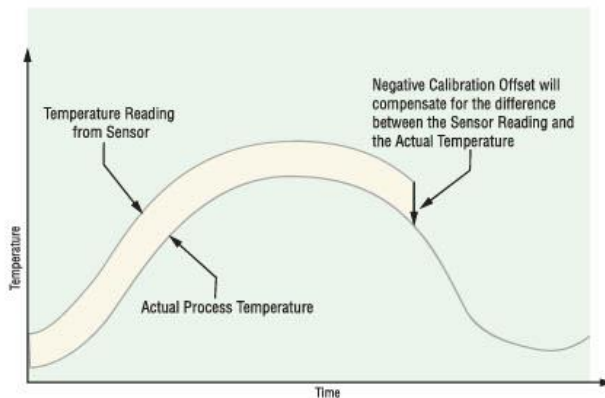 Temperature Reading
from Sensor
Negative Calibration Offset will
compensate for the difference
between the Sensor Reading and
the Actual Temperature
Temperature
Actual Process Temperature
Time